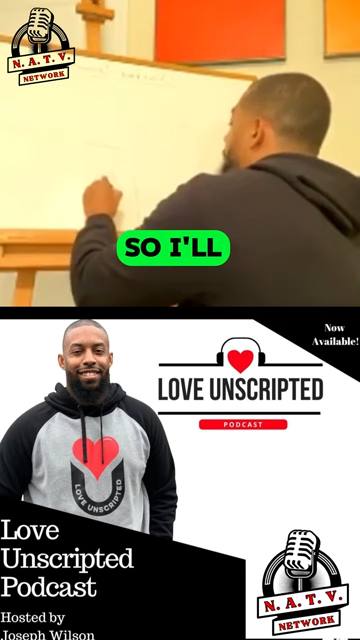 N. A. T. V.
NETWORK
SO I'LL
Now
Available!
LOVE UNSCRIPTED
PODCAST
LOVE UNSCRIPTED
Love
Unscripted
Podcast
Hosted by
Joseph Wilson
N. A. T. V.
NETWORK